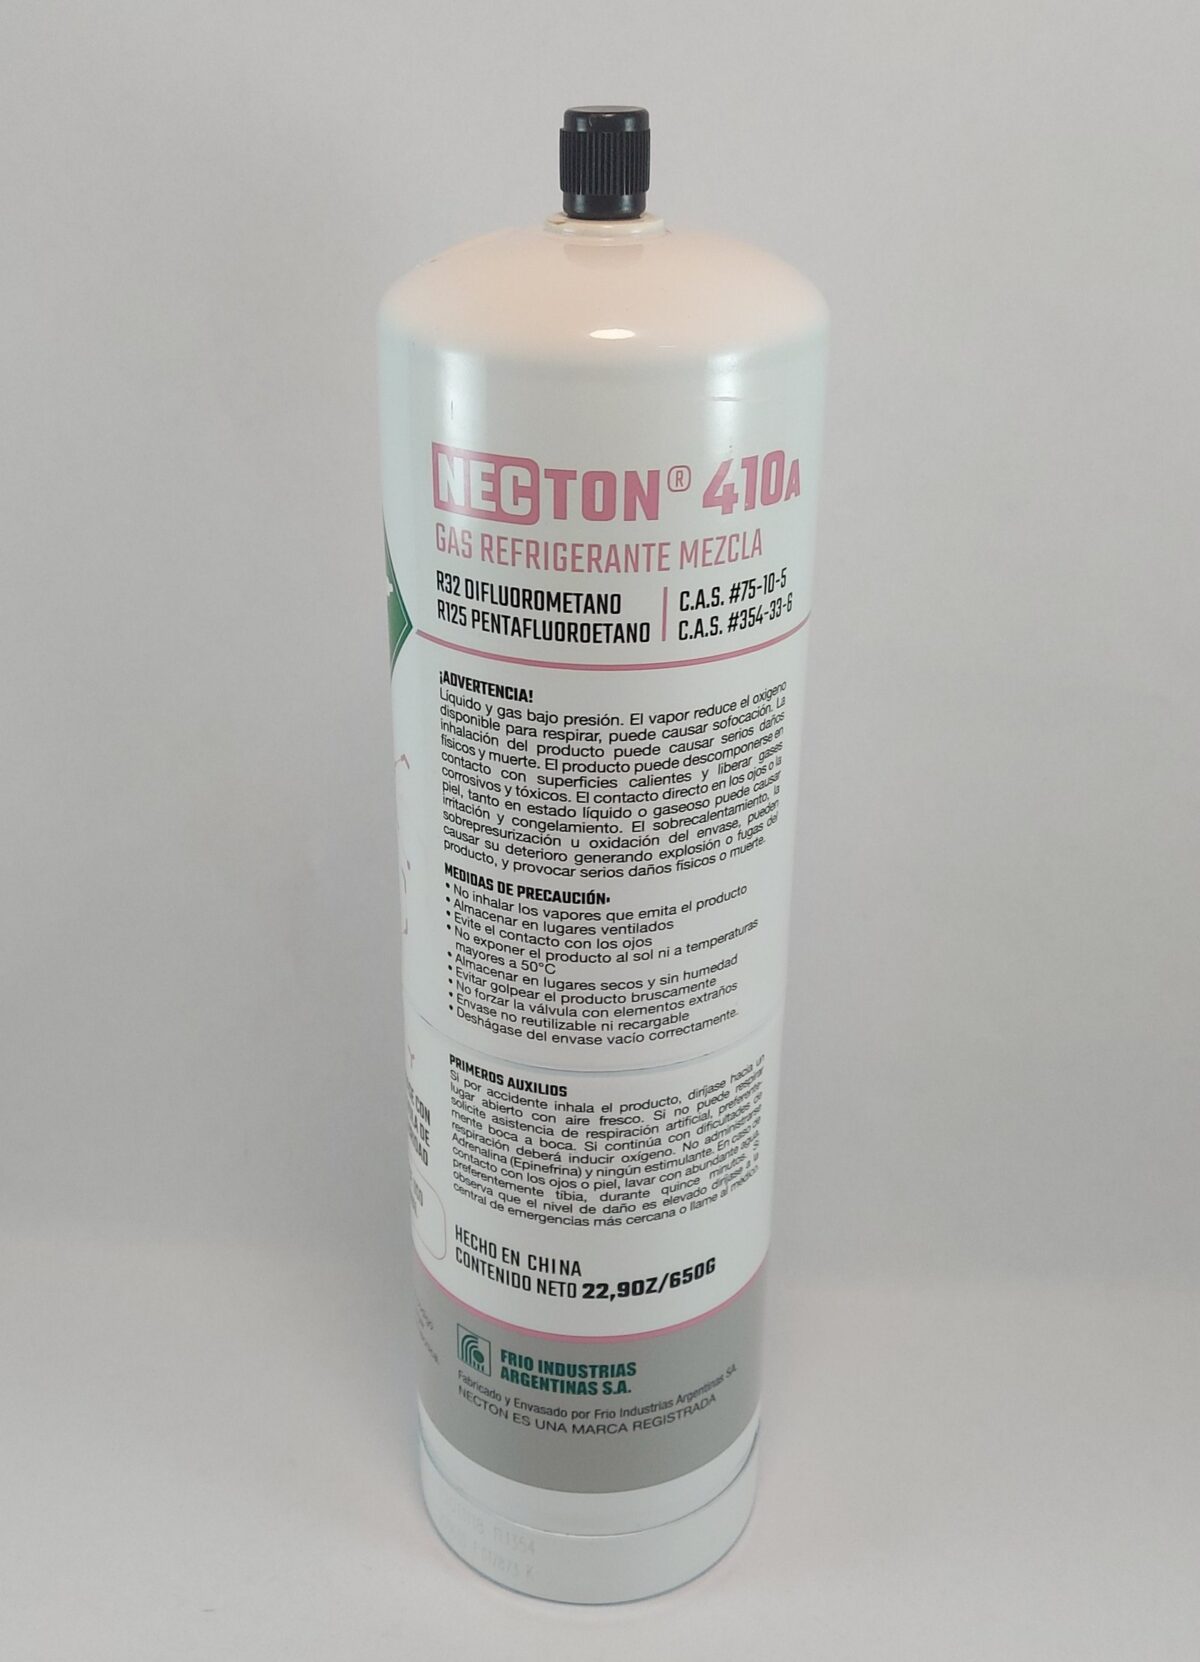 NECTON® 410A
GAS REFRIGERANTE MEZCLA
R32 DIFLUOROMETANO C.A.S. #75-10-5
R125 PENTAFLUOROETANO C.A.S. #354-33-6
¡ADVERTENCIA!
Líquido y gas bajo presión. El vapor reduce el oxigeno
disponible para respirar, puede causar sofocación. La
inhalación del producto puede causar serios daños
físicos y muerte. El producto puede descomponerse en
contacto con superficies calientes y liberar gases
corrosivos y tóxicos. El contacto directo en los ojos o la
piel, tanto en estado líquido o gaseoso puede causar
irritación y congelamiento. El sobrecalentamiento, la
sobrepresurización u oxidación del envase, pueden
causar su deterioro generando explosión o fugas del
producto, y provocar serios daños físicos o muerte.
MEDIDAS DE PRECAUCIÓN:
• No inhalar los vapores que emita el producto
• Almacenar en lugares ventilados
• Evite el contacto con los ojos
• No exponer el producto al sol ni a temperaturas
mayores a 50°C
• Almacenar en lugares secos y sin humedad
• Evitar golpear el producto bruscamente
• No forzar la válvula con elementos extraños
• Envase no reutilizable ni recargable
• Deshágase del envase vacío correctamente.
PRIMEROS AUXILIOS
Si por accidente inhala el producto, diríjase hacia un
lugar abierto con aire fresco. Si no puede respirar
solicite asistencia de respiración artificial, preferente-
mente boca a boca. Si continúa con dificultades de
respiración deberá inducir oxígeno. No administrarse
Adrenalina (Epinefrina) y ningún estimulante. En caso de
contacto con los ojos o piel, lavar con abundante agua,
preferentemente tibia, durante quince minutos. Si
observa que el nivel de daño es elevado diríjase a la
central de emergencias más cercana o llame al médico.
HECHO EN CHINA
CONTENIDO NETO 22,9OZ/650G
FRIO INDUSTRIAS
ARGENTINAS S.A.
Fabricado y Envasado por Frio Industrias Argentinas SA.
NECTON ES UNA MARCA REGISTRADA